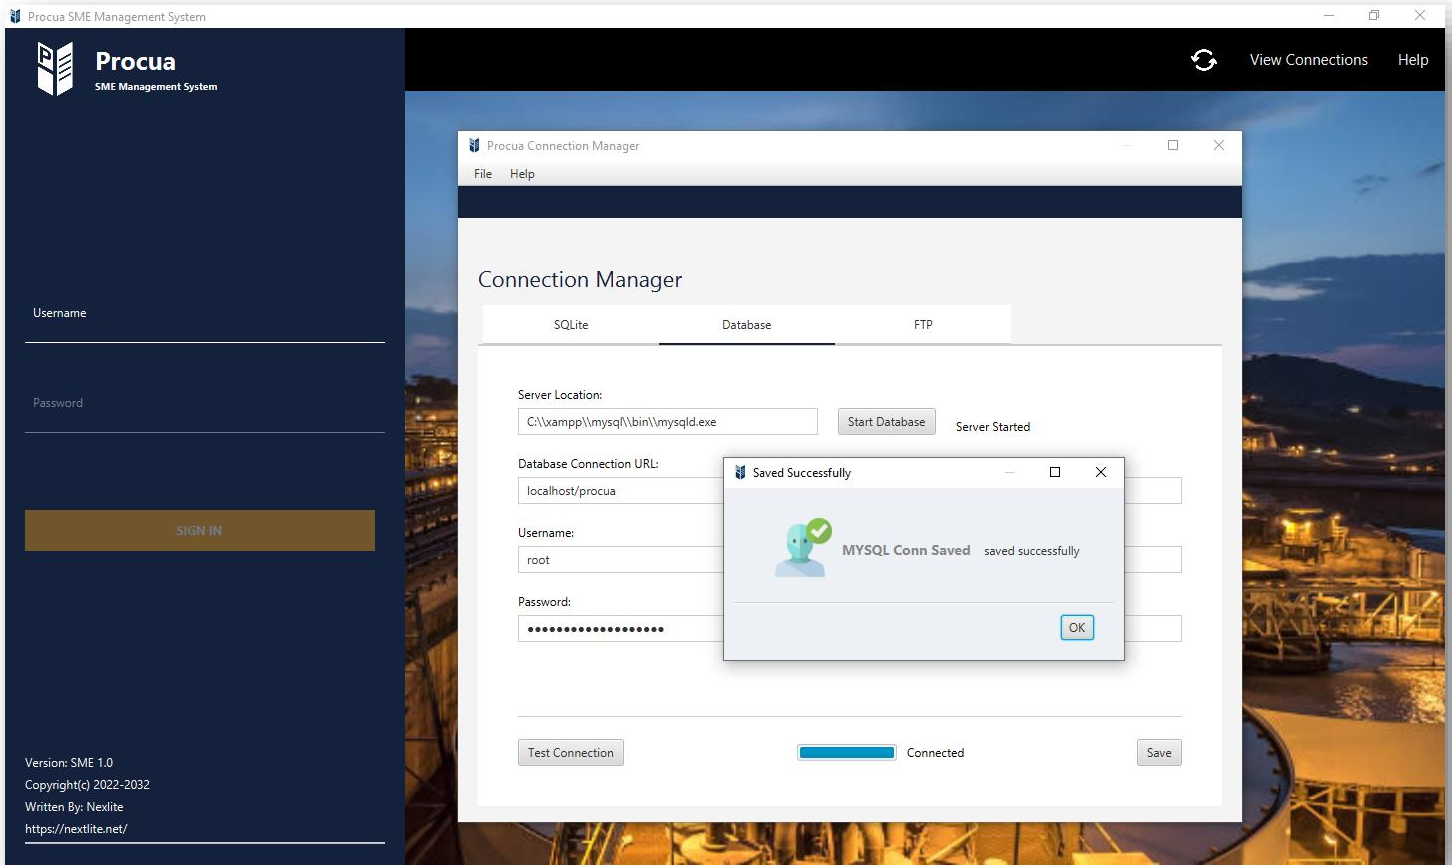 Procua SME Management System
Procua
SME Management System
View Connections
Help
Username
Password
SIGN IN
Version: SME 1.0
Copyright(c) 2022-2032
Written By: Nexlite
https://nextlite.net/
Procua Connection Manager
File Help
Connection Manager
SQLite Database FTP
Server Location:
C:\\xampp\\mysql\\bin\\mysqld.exe
Start Database
Server Started
Database Connection URL:
localhost/procua
Username:
root
Password:
•••••••••••••••••••
Test Connection
Connected
Save
Saved Successfully
MYSQL Conn Saved saved successfully
OK